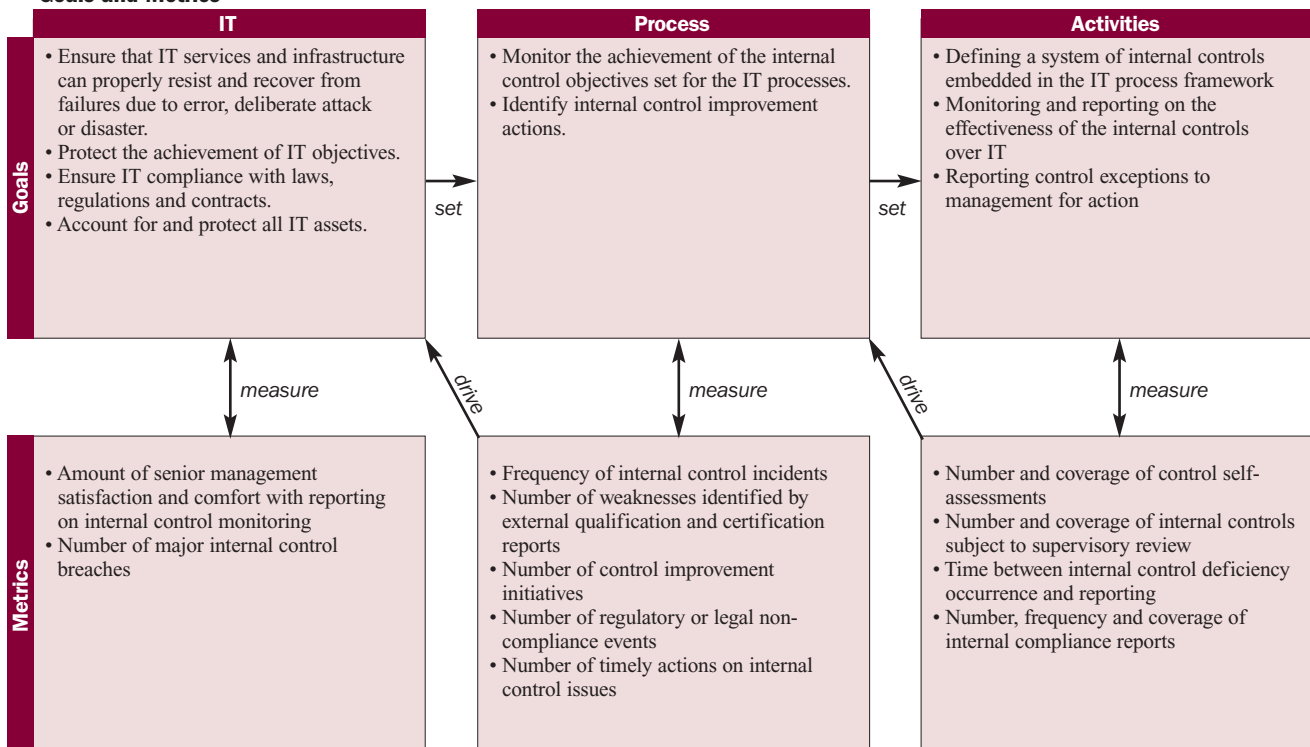 Goals and Metrics
IT
Process
Activities
Goals
• Ensure that IT services and infrastructure
can properly resist and recover from
failures due to error, deliberate attack
or disaster.
• Protect the achievement of IT objectives.
• Ensure IT compliance with laws,
regulations and contracts.
• Account for and protect all IT assets.
set
• Monitor the achievement of the internal
control objectives set for the IT processes.
• Identify internal control improvement
actions.
set
• Defining a system of internal controls
embedded in the IT process framework
• Monitoring and reporting on the
effectiveness of the internal controls
over IT
• Reporting control exceptions to
management for action
measure
drive
measure
drive
measure
Metrics
• Amount of senior management
satisfaction and comfort with reporting
on internal control monitoring
• Number of major internal control
breaches
• Frequency of internal control incidents
• Number of weaknesses identified by
external qualification and certification
reports
• Number of control improvement
initiatives
• Number of regulatory or legal non-
compliance events
• Number of timely actions on internal
control issues
• Number and coverage of control self-
assessments
• Number and coverage of internal controls
subject to supervisory review
• Time between internal control deficiency
occurrence and reporting
• Number, frequency and coverage of
internal compliance reports